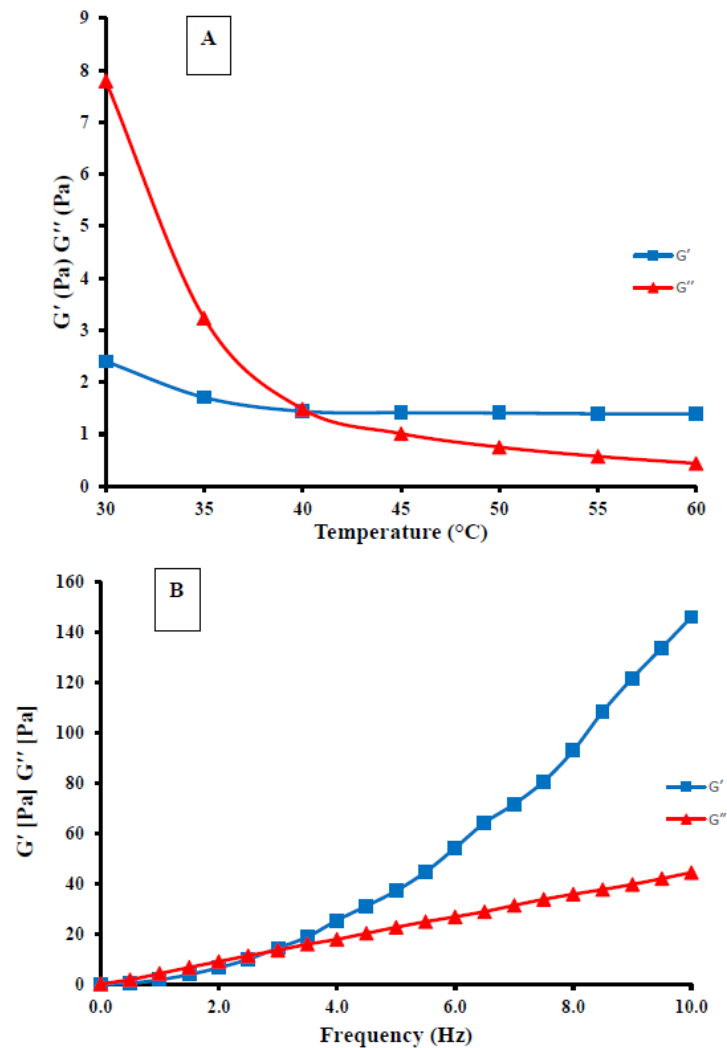 A
9
8
7
6
5
4
3
2
1
0
G′ (Pa) G′′ (Pa)
G′
G′′
30 35 40 45 50 55 60
Temperature (°C)
B
160
140
120
100
80
60
40
20
0
G′ [Pa] G′′ [Pa]
G′
G′′
0.0 2.0 4.0 6.0 8.0 10.0
Frequency (Hz)